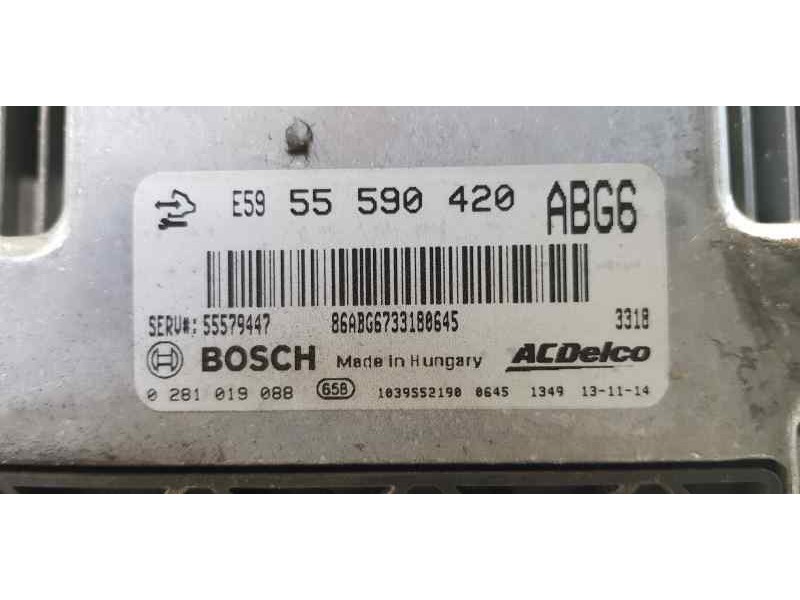 E59 55 590 420 ABG6
SERV#: 55579447 86ABG6733180645 3318
BOSCH Made in Hungary ACDelco
0 281 019 088 658 1039S52190 0645 1349 13-11-14